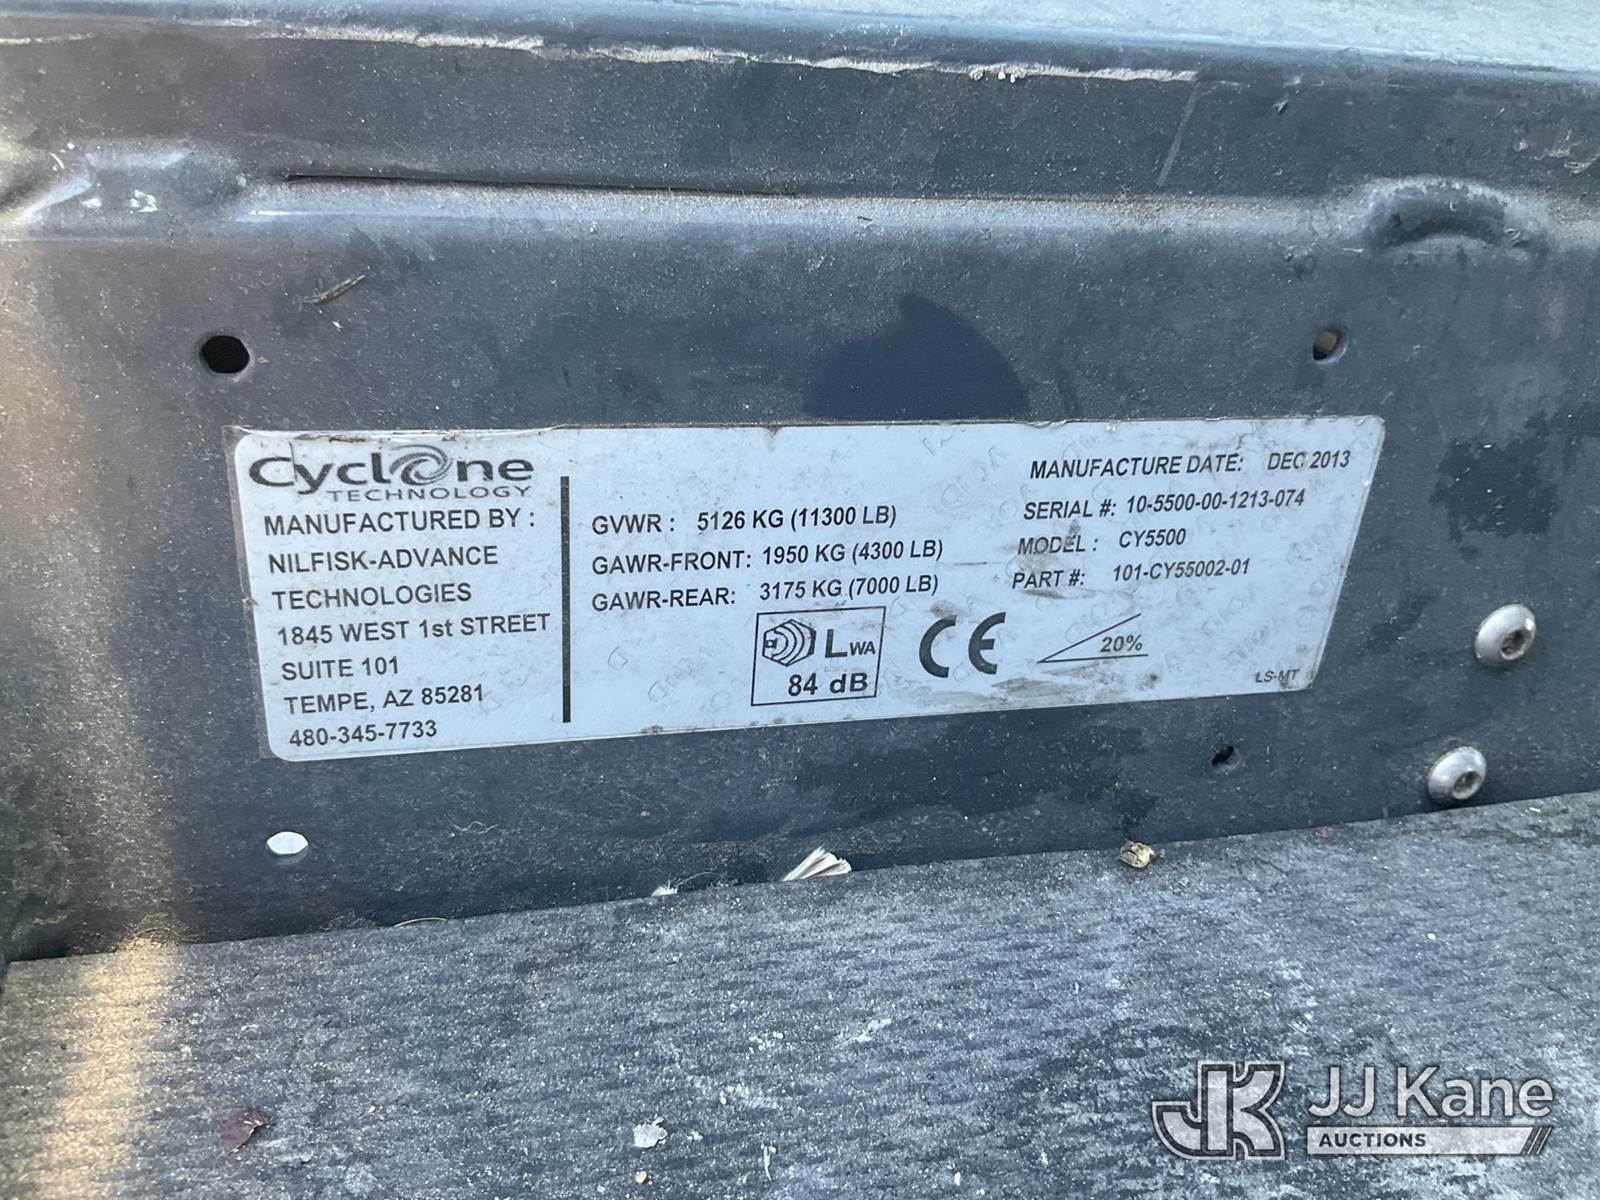 Cyclone
TECHNOLOGY
MANUFACTURED BY :
NILFISK-ADVANCE
TECHNOLOGIES
1845 WEST 1st STREET
SUITE 101
TEMPE, AZ 85281
480-345-7733
GVWR : 5126 KG (11300 LB)
GAWR-FRONT: 1950 KG (4300 LB)
GAWR-REAR: 3175 KG (7000 LB)
LWA
84 dB
CE
MANUFACTURE DATE: DEC 2013
SERIAL #: 10-5500-00-1213-074
MODEL : CY5500
PART #: 101-CY55002-01
20%
LS-MT
JK JJ Kane
AUCTIONS